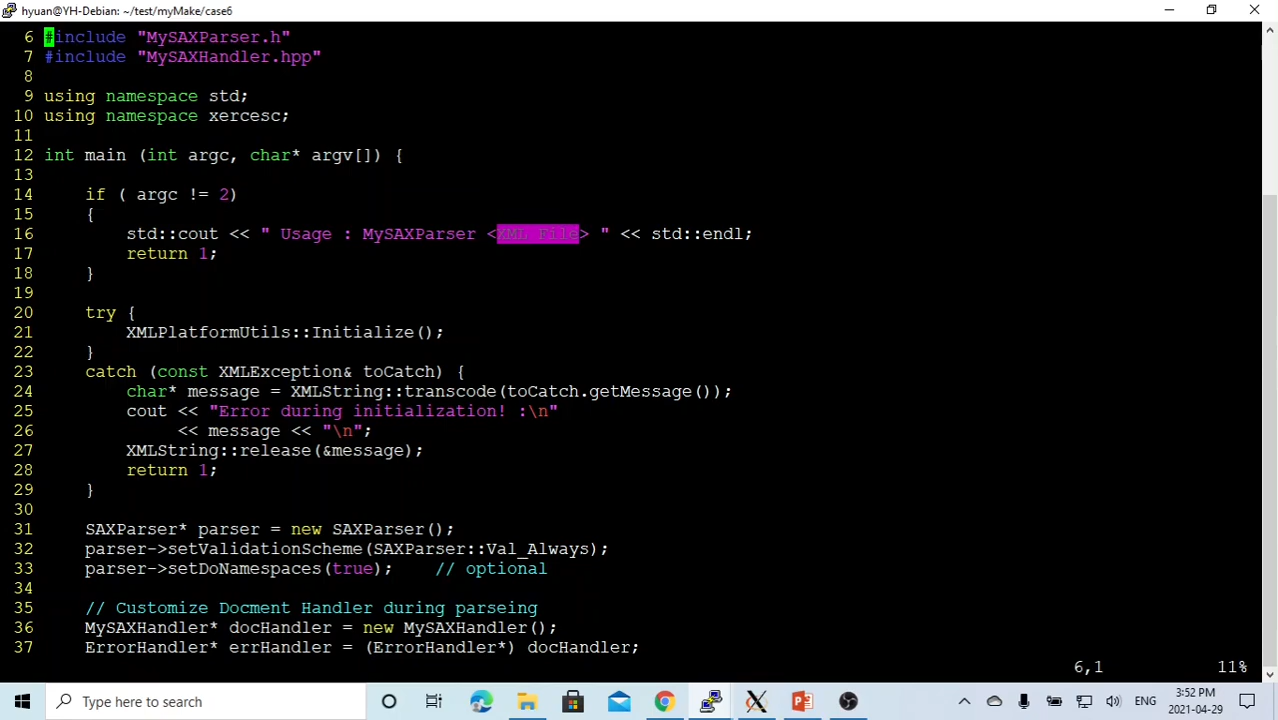 hyuan@YH-Debian: ~/test/myMake/case6
6 #include "MySAXParser.h"
7 #include "MySAXHandler.hpp"
8
9 using namespace std;
10 using namespace xercesc;
11
12 int main (int argc, char* argv[]) {
13
14     if ( argc != 2)
15     {
16         std::cout << " Usage : MySAXParser <XML File> " << std::endl;
17         return 1;
18     }
19
20     try {
21         XMLPlatformUtils::Initialize();
22     }
23     catch (const XMLException& toCatch) {
24         char* message = XMLString::transcode(toCatch.getMessage());
25         cout << "Error during initialization! :\n"
26              << message << "\n";
27         XMLString::release(&message);
28         return 1;
29     }
30
31     SAXParser* parser = new SAXParser();
32     parser->setValidationScheme(SAXParser::Val_Always);
33     parser->setDoNamespaces(true);    // optional
34
35     // Customize Docment Handler during parseing
36     MySAXHandler* docHandler = new MySAXHandler();
37     ErrorHandler* errHandler = (ErrorHandler*) docHandler;
6,1 11%
Type here to search
ENG
3:52 PM
2021-04-29